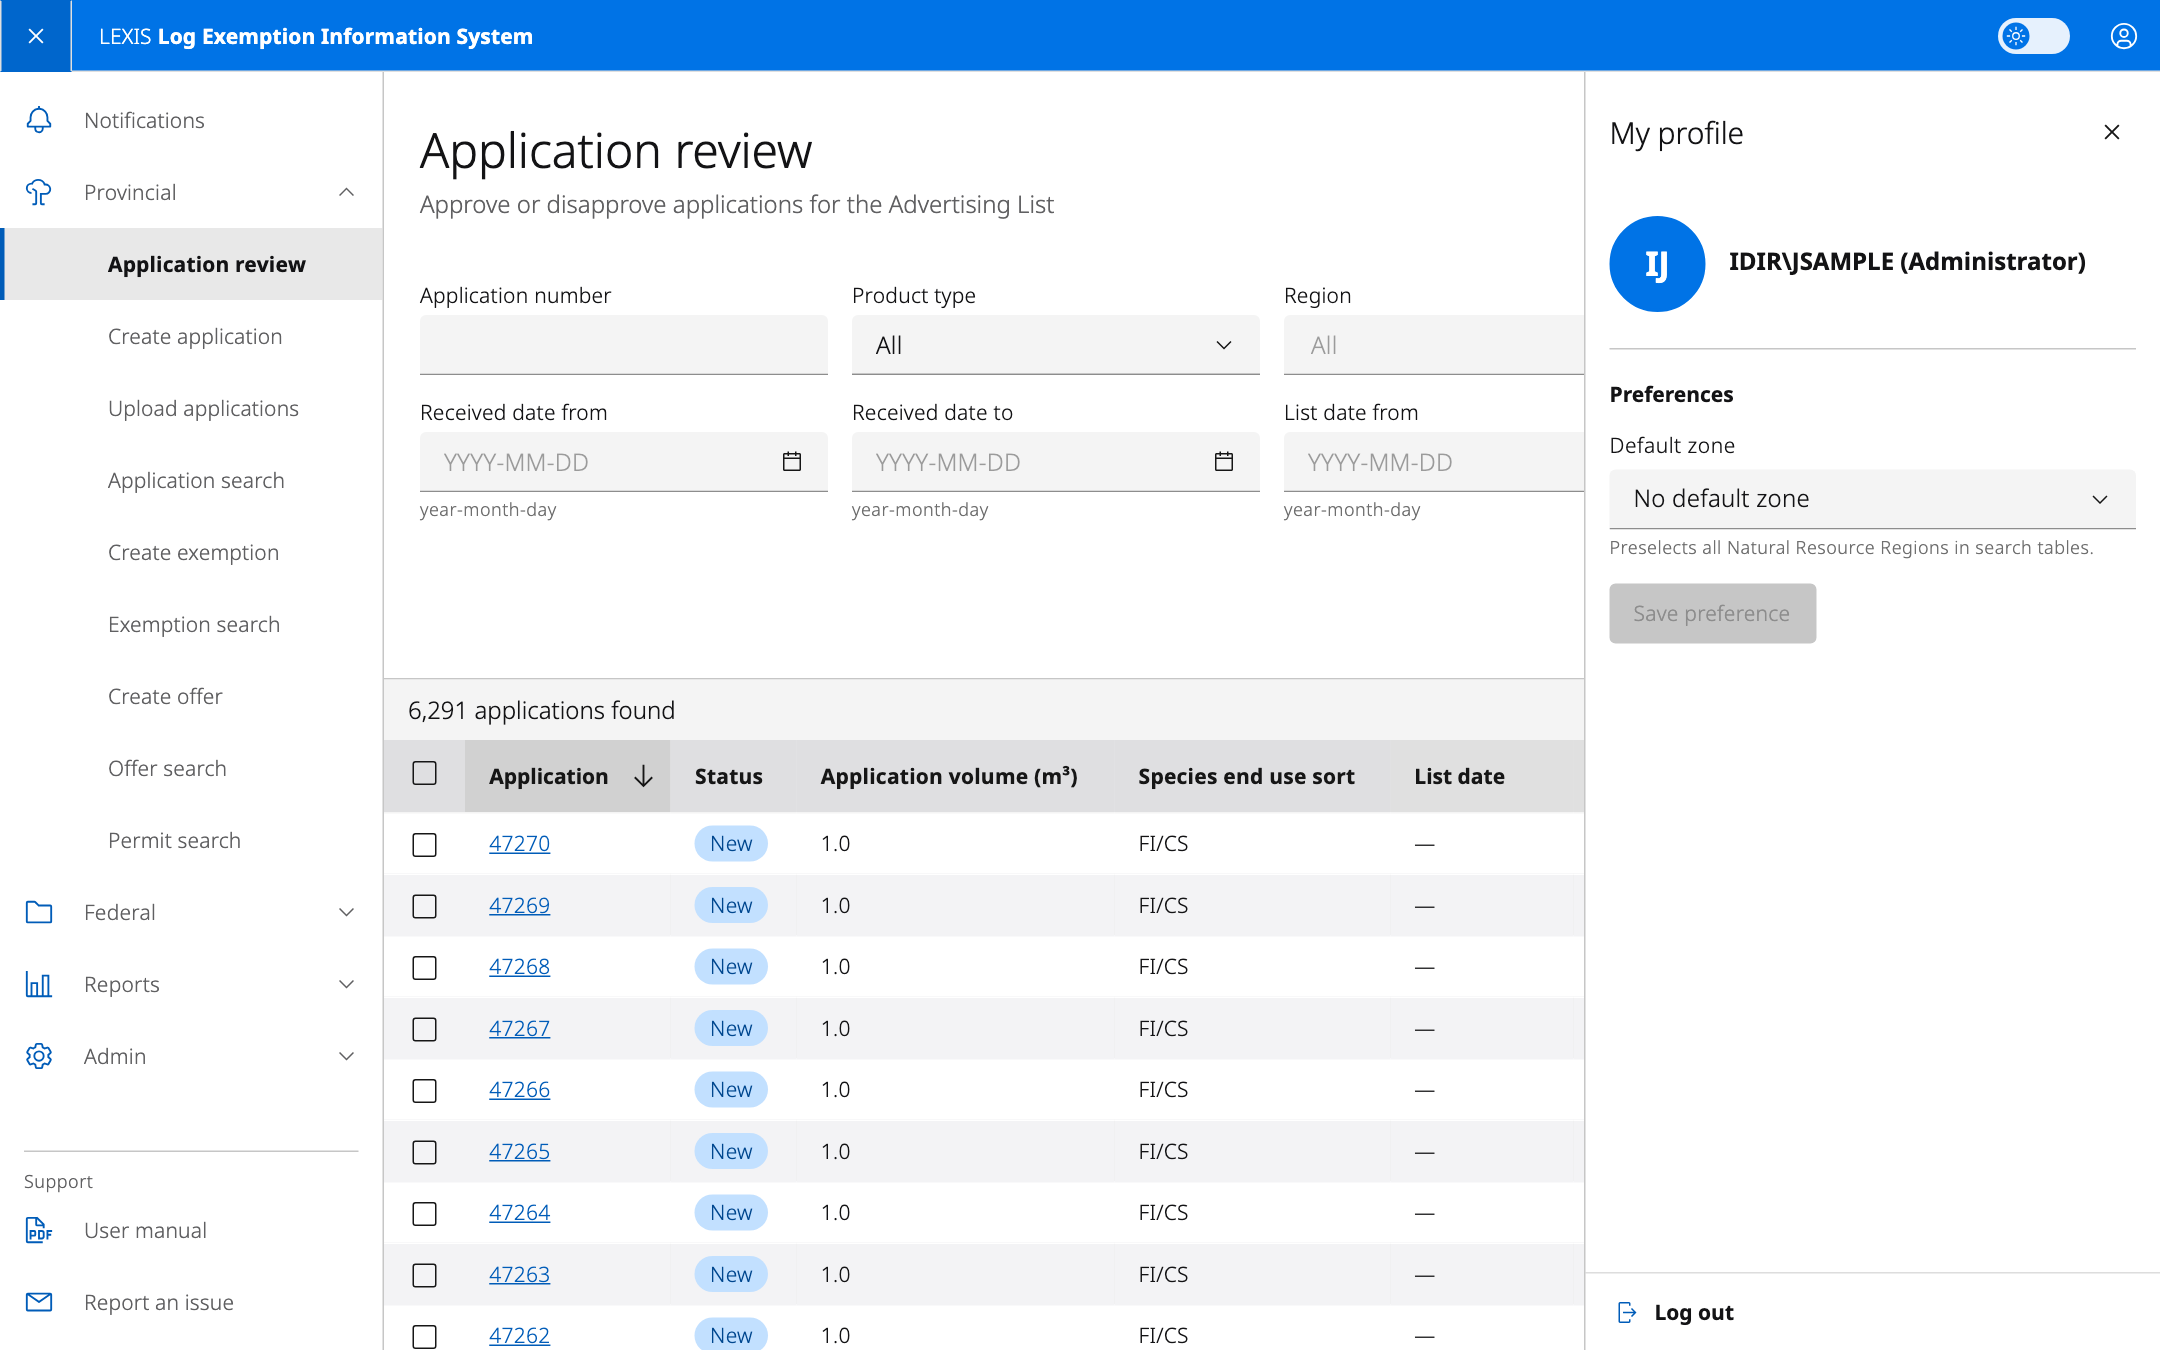 LEXIS Log Exemption Information System
Notifications
Provincial
Application review
Create application
Upload applications
Application search
Create exemption
Exemption search
Create offer
Offer search
Permit search
Federal
Reports
Admin
Support
PDF
User manual
Report an issue
Application review
Approve or disapprove applications for the Advertising List
Application number
Product type
Region
All
All
Received date from
Received date to
List date from
YYYY-MM-DD
YYYY-MM-DD
YYYY-MM-DD
year-month-day
year-month-day
year-month-day
6,291 applications found
Application Status Application volume (m³) Species end use sort List date
47270 New 1.0 FI/CS —
47269 New 1.0 FI/CS —
47268 New 1.0 FI/CS —
47267 New 1.0 FI/CS —
47266 New 1.0 FI/CS —
47265 New 1.0 FI/CS —
47264 New 1.0 FI/CS —
47263 New 1.0 FI/CS —
47262 New 1.0 FI/CS —
My profile
IJ
IDIR\JSAMPLE (Administrator)
Preferences
Default zone
No default zone
Preselects all Natural Resource Regions in search tables.
Save preference
Log out